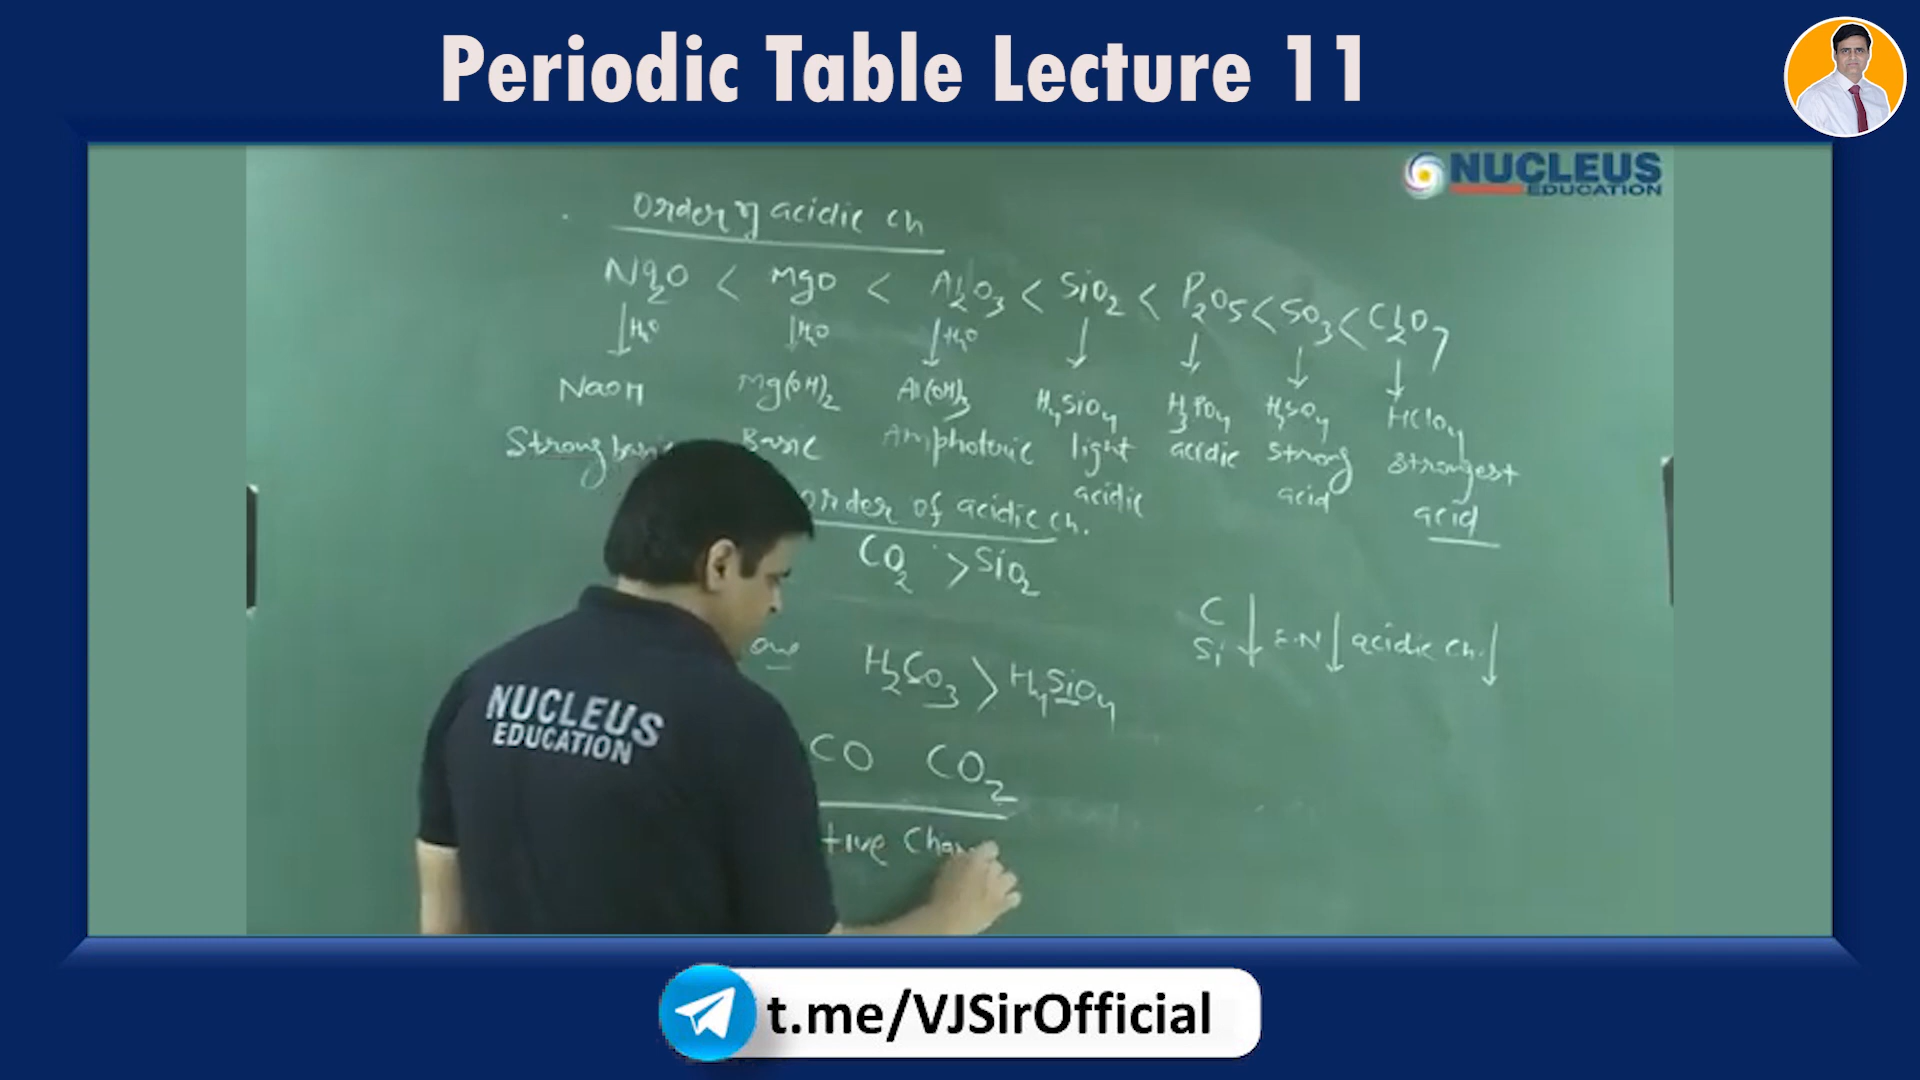 Periodic Table Lecture 11
NUCLEUS
EDUCATION
Order of acidic ch
Na2O < MgO < Al2O3 < SiO2 < P2O5 < SO3 < Cl2O7
↓H2O ↓H2O ↓H2O ↓ ↓ ↓ ↓
NaOH Mg(OH)2 Al(OH)3 H4SiO4 H3PO4 H2SO4 HClO4
Strong basic Basic Amphoteric light acidic strong strongest
acidic acid acid
order of acidic ch.
CO2 > SiO2
C
Si ↓ E.N ↓ acidic ch. ↓
H2CO3 > H4SiO4
NUCLEUS
EDUCATION
CO CO2
tive Cha
t.me/VJSirOfficial